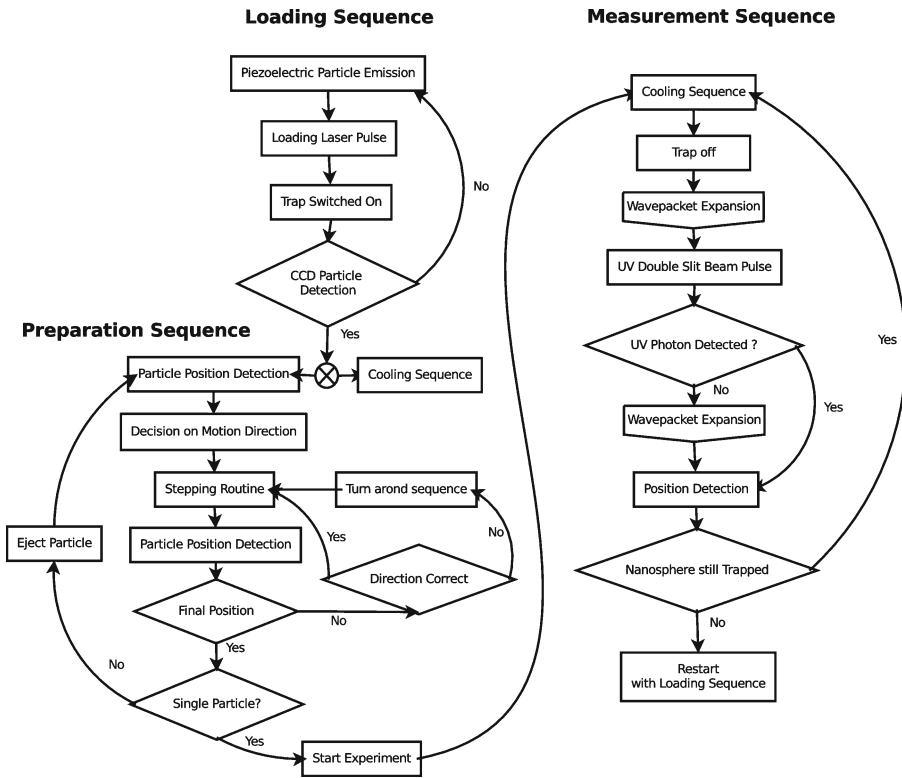 Loading Sequence
Piezoelectric Particle Emission
Loading Laser Pulse
Trap Switched On
No
CCD Particle
Detection
Yes
Preparation Sequence
Particle Position Detection
Cooling Sequence
Decision on Motion Direction
Stepping Routine
Turn arond sequence
Eject Particle
Particle Position Detection
Yes
No
Direction Correct
Final Position
No
Yes
No
Single Particle?
Yes
Start Experiment
Measurement Sequence
Cooling Sequence
Trap off
Wavepacket Expansion
UV Double Slit Beam Pulse
UV Photon Detected ?
Yes
No
Yes
Wavepacket Expansion
Position Detection
Nanosphere still Trapped
No
Restart
with Loading Sequence